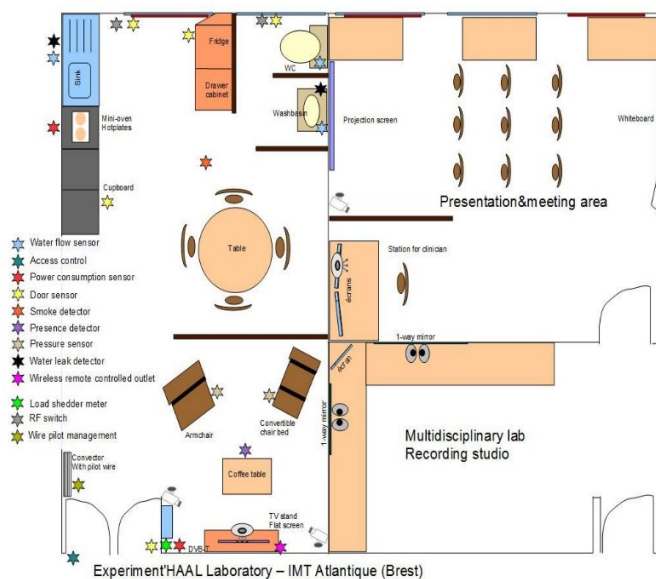 Fridge
WC
Sink
Drawer
cabinet
Mini-oven
Hotplates
Washbasin
Projection screen
Whiteboard
Cupboard
Presentation&meeting area
Table
Station for clinician
écrans
Water flow sensor
Access control
Power consumption sensor
Door sensor
Smoke detector
Presence detector
Pressure sensor
Water leak detector
Wireless remote controlled outlet
Load shedder meter
RF switch
Wire pilot management
1-way mirror
écran
Armchair
Convertible
chair bed
1-way mirror
Multidisciplinary lab
Recording studio
Convector
With pilot wire
Coffee table
TV stand
Flat screen
DVB-T
Experiment'HAAL Laboratory – IMT Atlantique (Brest)